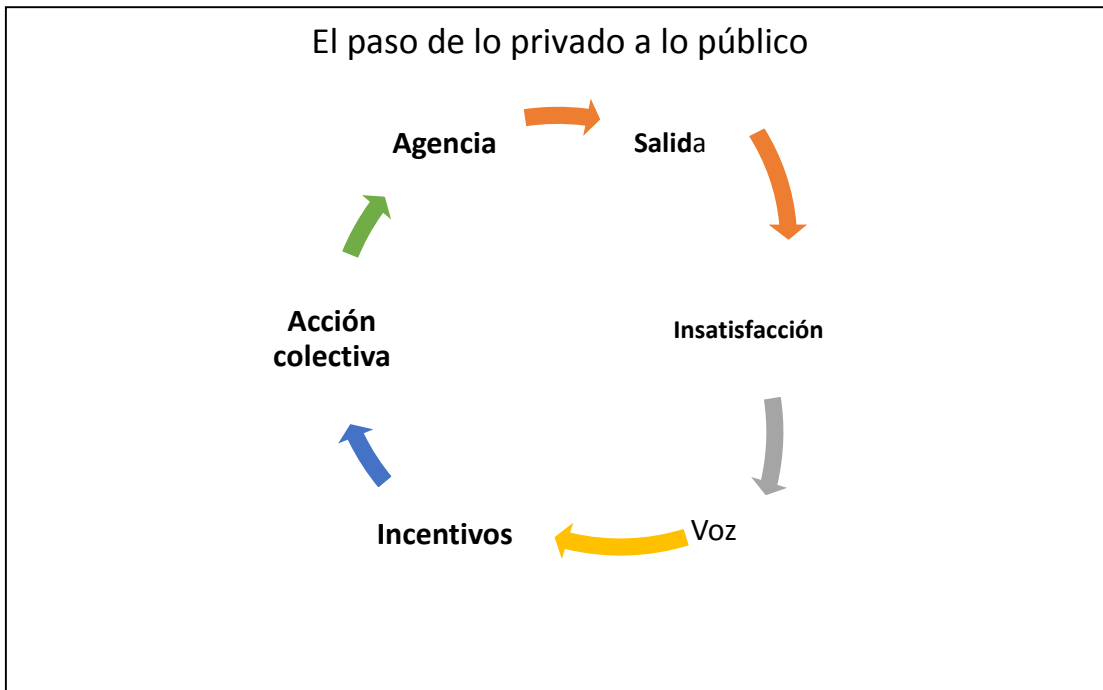 El paso de lo privado a lo público
Agencia
Salida
Insatisfacción
Voz
Incentivos
Acción
colectiva